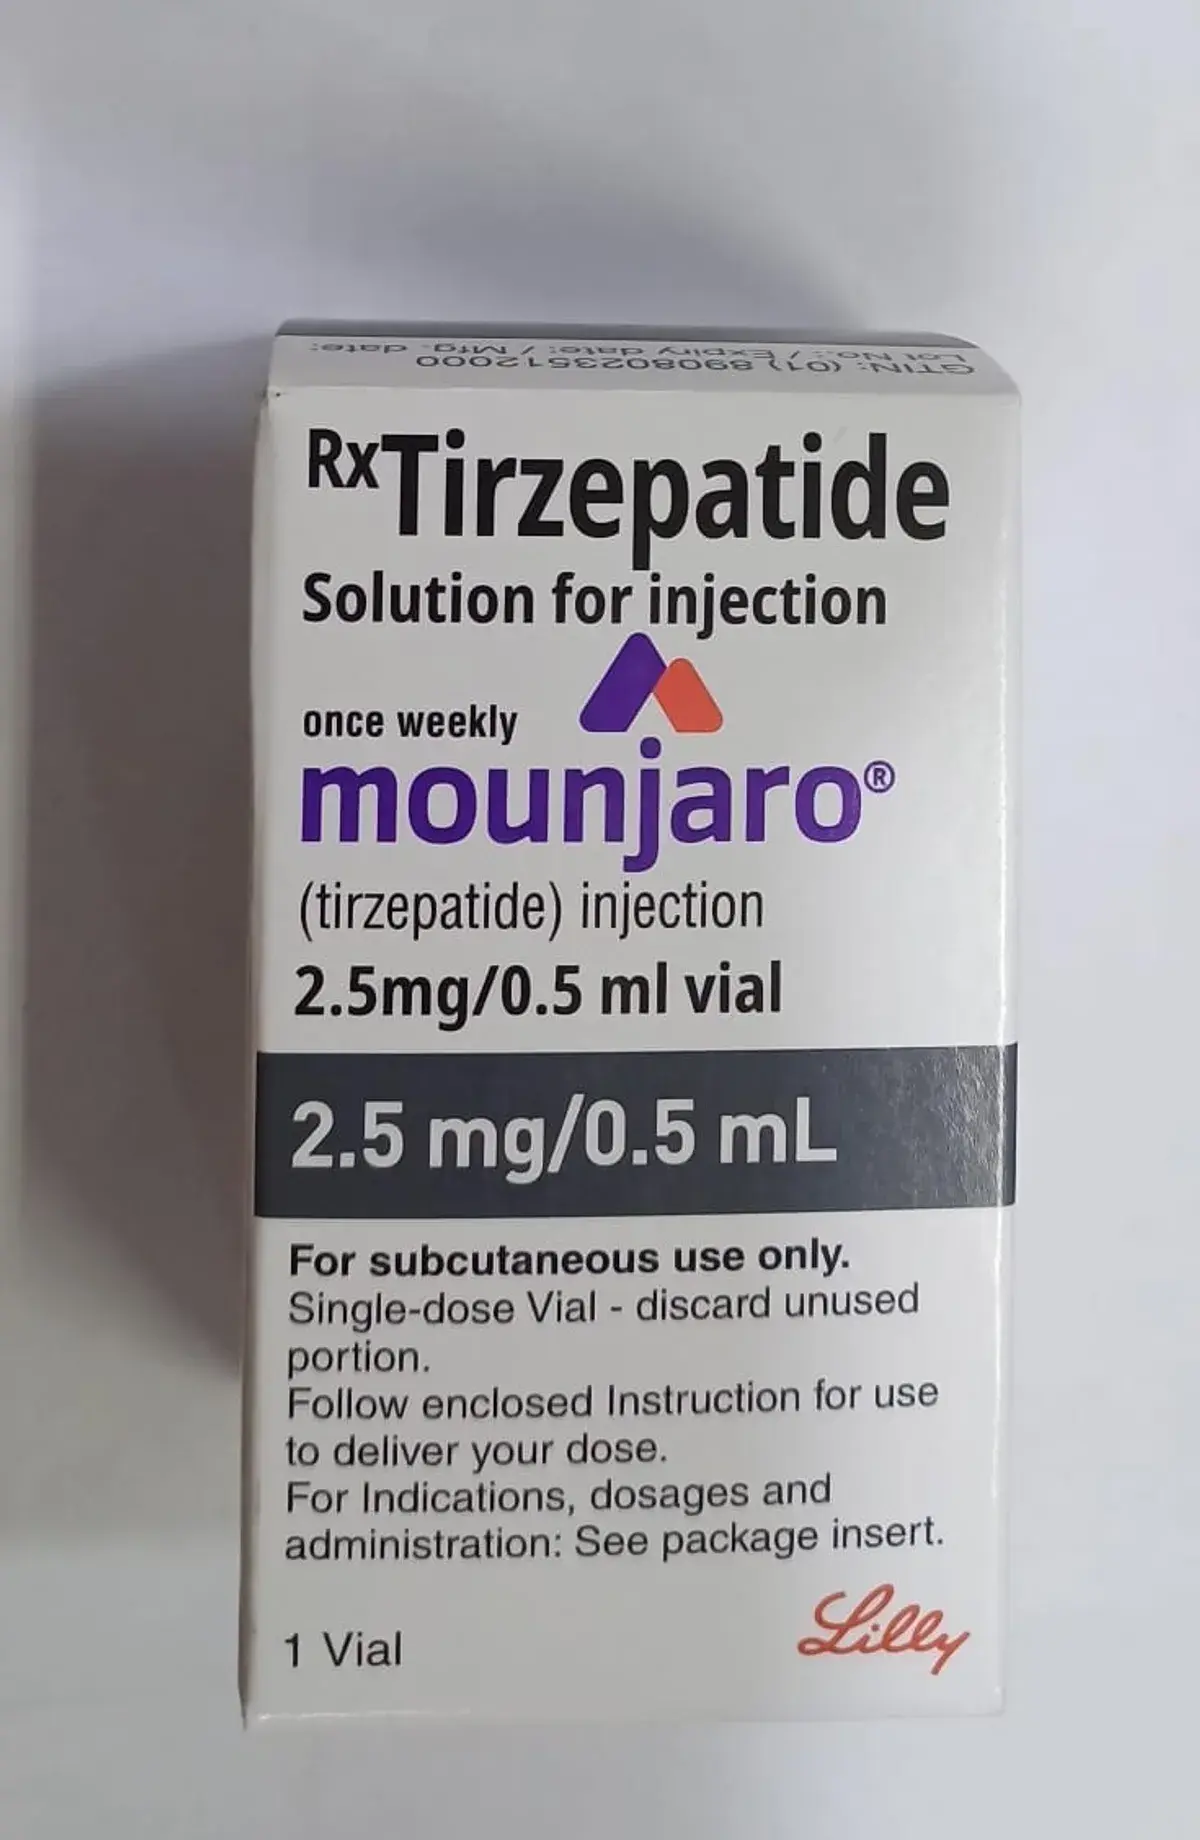 GTIN: (01) 8908023512000
Lot No.: / Expiry date: / Mfg. date:
RxTirzepatide
Solution for injection
once weekly
mounjaro®
(tirzepatide) injection
2.5mg/0.5 ml vial
2.5 mg/0.5 mL
For subcutaneous use only.
Single-dose Vial - discard unused
portion.
Follow enclosed Instruction for use
to deliver your dose.
For Indications, dosages and
administration: See package insert.
1 Vial
Lilly